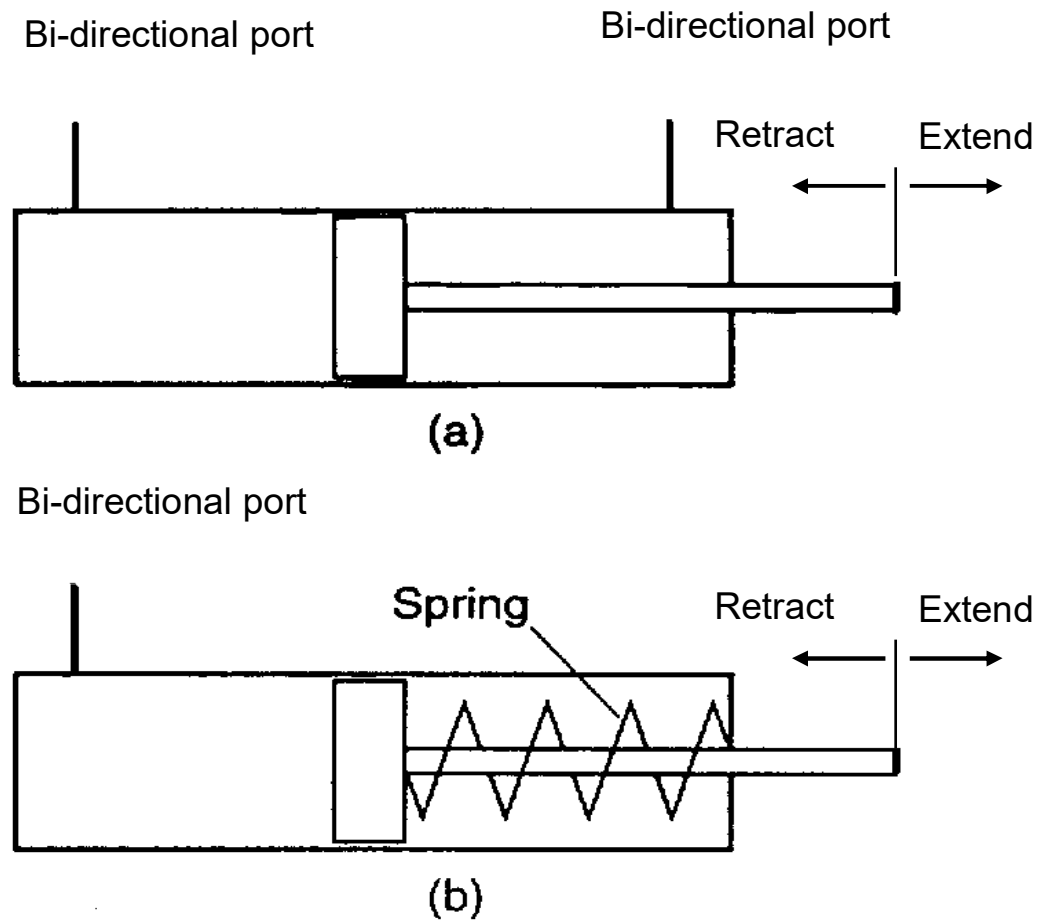 Bi-directional port
Bi-directional port
Retract
Extend
(a)
Bi-directional port
Spring
Retract
Extend
(b)